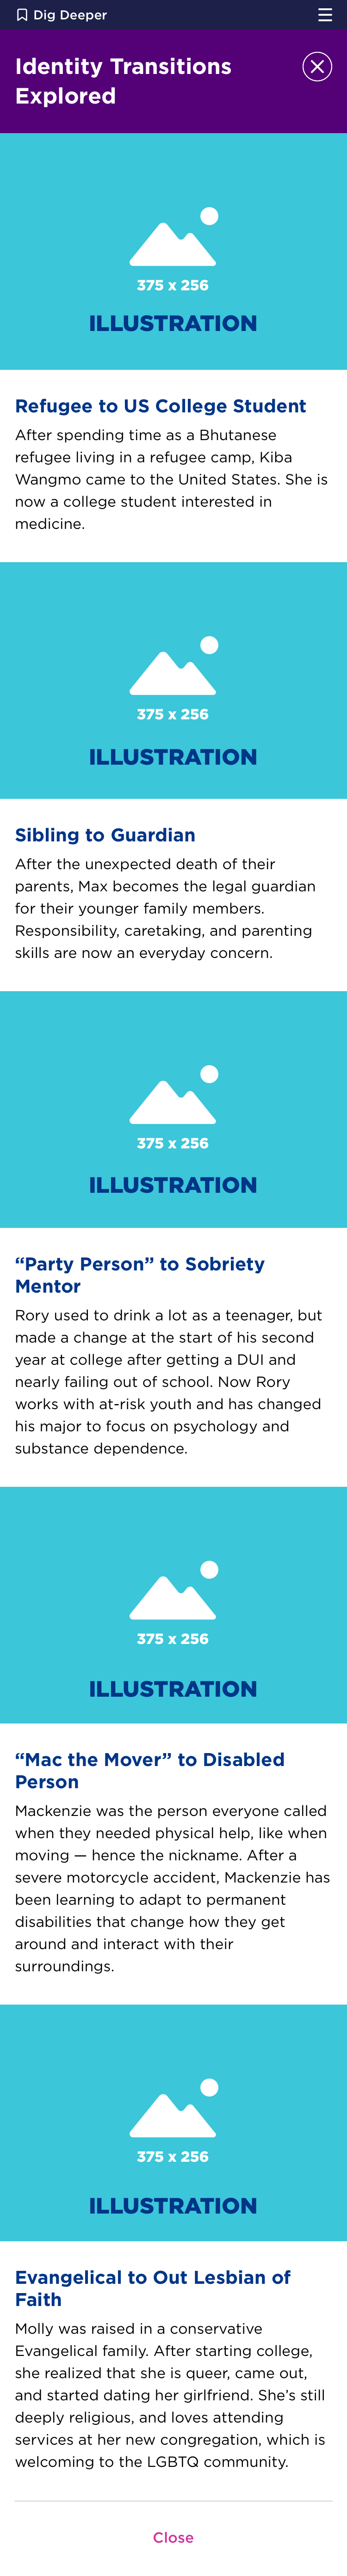 Dig Deeper
Identity Transitions
Explored
375 x 256
ILLUSTRATION
Refugee to US College Student
After spending time as a Bhutanese
refugee living in a refugee camp, Kiba
Wangmo came to the United States. She is
now a college student interested in
medicine.
375 x 256
ILLUSTRATION
Sibling to Guardian
After the unexpected death of their
parents, Max becomes the legal guardian
for their younger family members.
Responsibility, caretaking, and parenting
skills are now an everyday concern.
375 x 256
ILLUSTRATION
“Party Person” to Sobriety
Mentor
Rory used to drink a lot as a teenager, but
made a change at the start of his second
year at college after getting a DUI and
nearly failing out of school. Now Rory
works with at-risk youth and has changed
his major to focus on psychology and
substance dependence.
375 x 256
ILLUSTRATION
“Mac the Mover” to Disabled
Person
Mackenzie was the person everyone called
when they needed physical help, like when
moving — hence the nickname. After a
severe motorcycle accident, Mackenzie has
been learning to adapt to permanent
disabilities that change how they get
around and interact with their
surroundings.
375 x 256
ILLUSTRATION
Evangelical to Out Lesbian of
Faith
Molly was raised in a conservative
Evangelical family. After starting college,
she realized that she is queer, came out,
and started dating her girlfriend. She’s still
deeply religious, and loves attending
services at her new congregation, which is
welcoming to the LGBTQ community.
Close